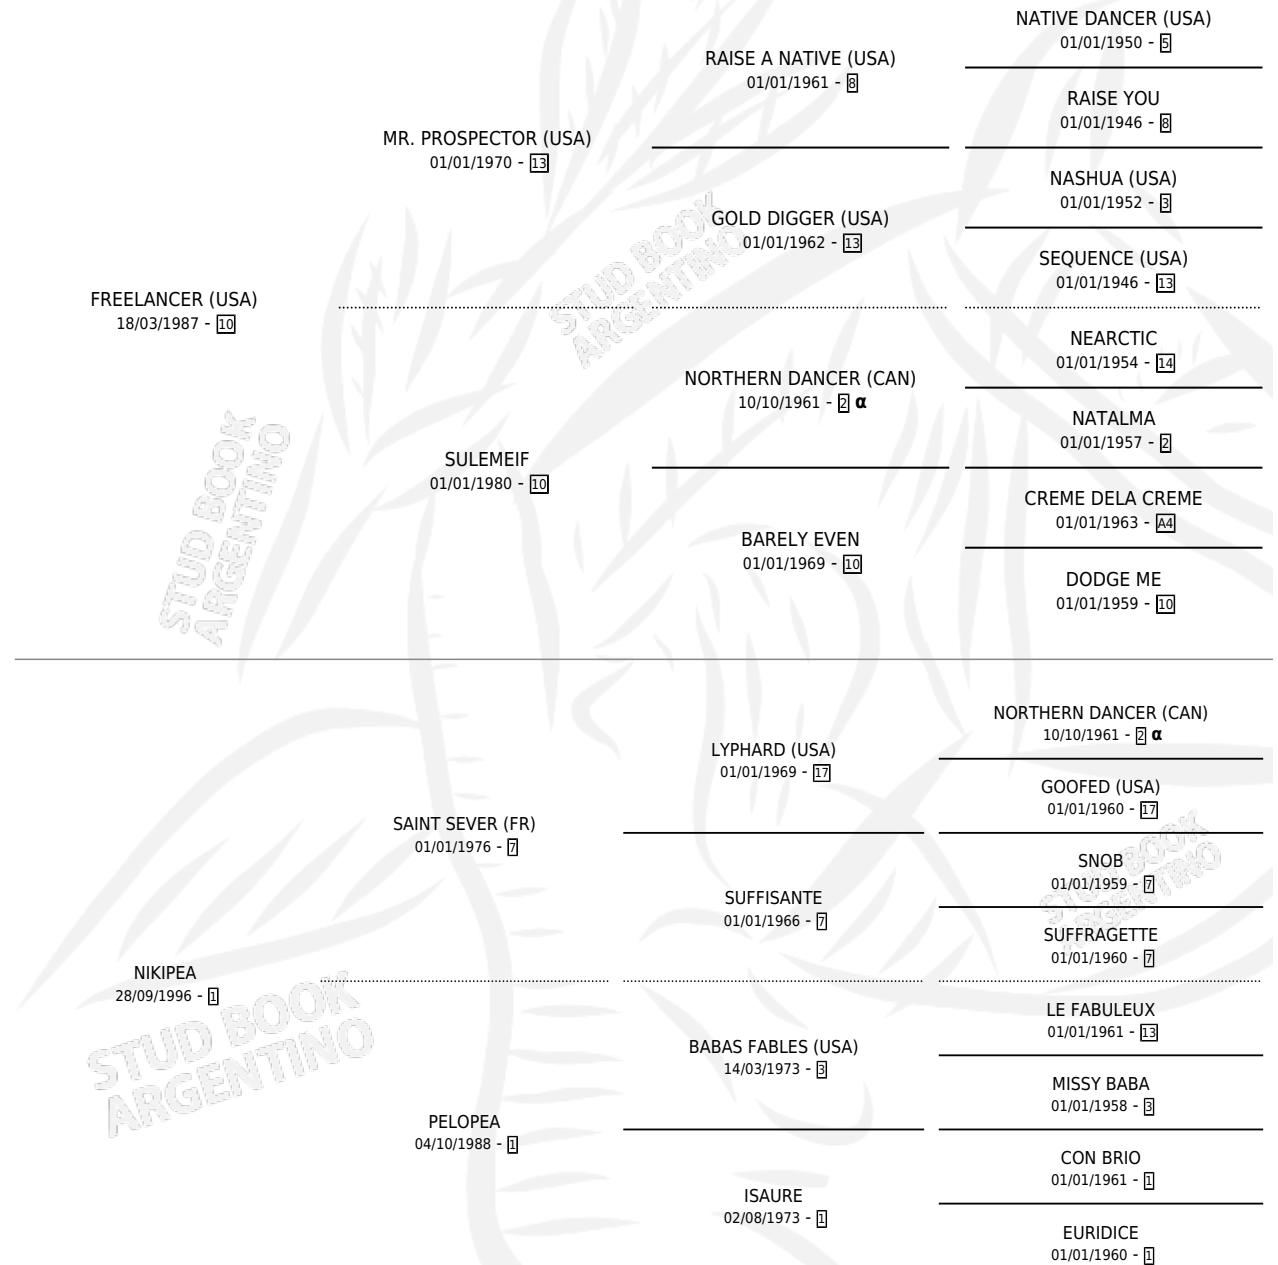 NATIVE DANCER (USA)
01/01/1950 - 5
RAISE A NATIVE (USA)
01/01/1961 - 8
RAISE YOU
01/01/1946 - 8
MR. PROSPECTOR (USA)
01/01/1970 - 13
NASHUA (USA)
01/01/1952 - 3
GOLD DIGGER (USA)
01/01/1962 - 13
SEQUENCE (USA)
01/01/1946 - 13
FREELANCER (USA)
18/03/1987 - 10
NEARCTIC
01/01/1954 - 14
NORTHERN DANCER (CAN)
10/10/1961 - 2 α
NATALMA
01/01/1957 - 2
SULEMEIF
01/01/1980 - 10
CREME DELA CREME
01/01/1963 - A4
BARELY EVEN
01/01/1969 - 10
DODGE ME
01/01/1959 - 10
NORTHERN DANCER (CAN)
10/10/1961 - 2 α
LYPHARD (USA)
01/01/1969 - 17
GOOFED (USA)
01/01/1960 - 17
SAINT SEVER (FR)
01/01/1976 - 7
SNOB
01/01/1959 - 7
SUFFISANTE
01/01/1966 - 7
SUFFRAGETTE
01/01/1960 - 7
NIKIPEA
28/09/1996 - 1
LE FABULEUX
01/01/1961 - 13
BABAS FABLES (USA)
14/03/1973 - 3
MISSY BABA
01/01/1958 - 3
PELOPEA
04/10/1988 - 1
CON BRIO
01/01/1961 - 1
ISAURE
02/08/1973 - 1
EURIDICE
01/01/1960 - 1
STUD BOOK
ARGENTINO
STUD BOOK
ARGENTINO
STUD BOOK
ARGENTINO
STUD BOOK
ARGENTINO